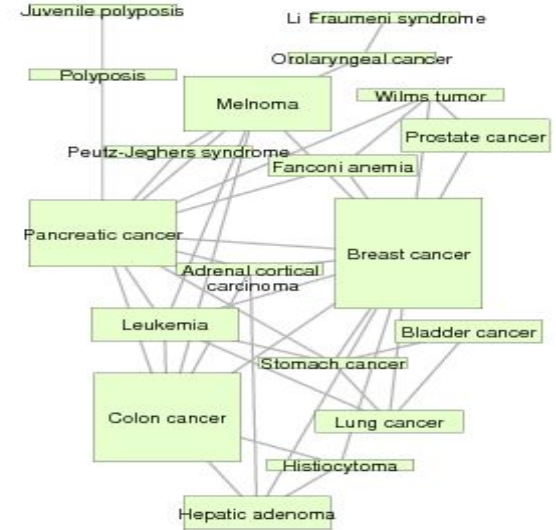 Juvenile polyposis
Li Fraumeni syndrome
Orolaryngeal cancer
Polyposis
Melnoma
Wilms tumor
Prostate cancer
Peutz-Jeghers syndrome
Fanconi anemia
Pancreatic cancer
Breast cancer
Adrenal cortical
carcinoma
Leukemia
Bladder cancer
Stomach cancer
Colon cancer
Lung cancer
Histiocytoma
Hepatic adenoma